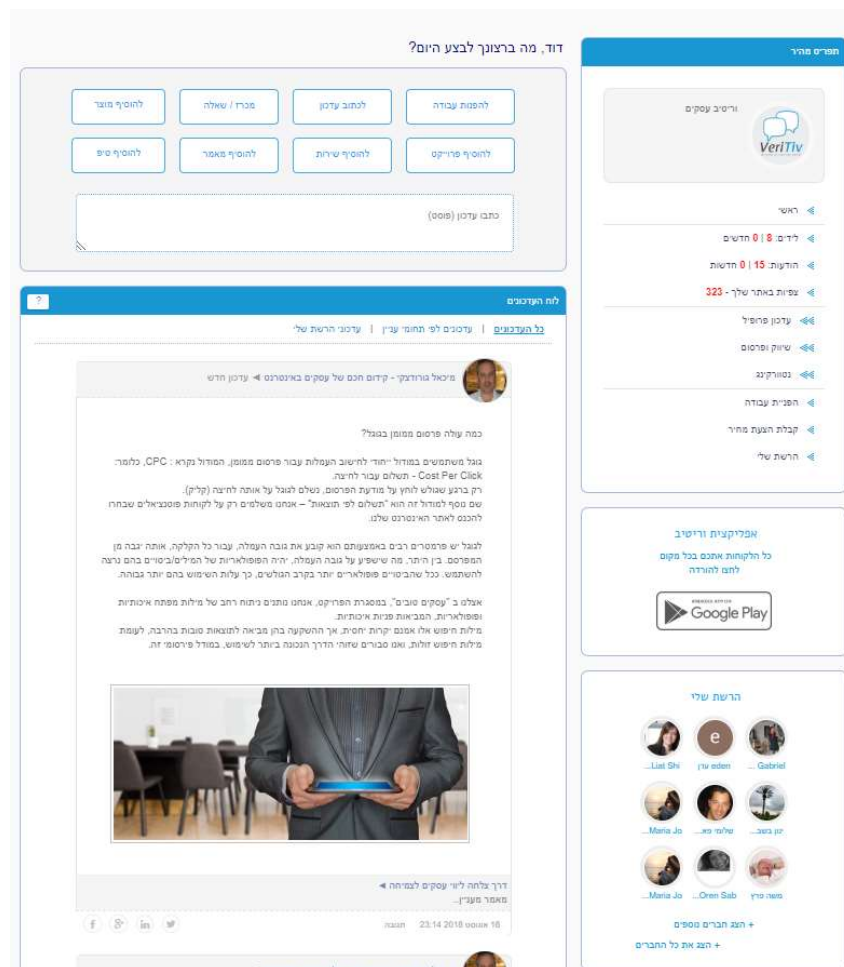 תפריט מהיר
וריטיב עסקים
VeriTiv
ראשי
לידים: 8 | 0 חדשים
הודעות: 15 | 0 חדשות
צפיות באתר שלך - 323
עדכון פרופיל
שיווק ופרסום
נטוורקינג
הפניית עבודה
קבלת הצעת מחיר
הרשת שלי
אפליקצית וריטיב
כל הלקוחות אתכם בכל מקום
לחצו להורדה
Google Play
הרשת שלי
Gabriel ...
eden עדן
Liat Shi...
ינון בשב...
שלומי פא...
Maria Jo...
משה פרץ
Oren Sab...
Maria Jo...
+ הצג חברים נוספים
+ הצג את כל החברים
דוד, מה ברצונך לבצע היום?
להפנות עבודה
לכתוב עדכון
מכרז / שאלה
להוסיף מוצר
להוסיף פרוייקט
להוסיף שירות
להוסיף מאמר
להוסיף טיפ
כתבו עדכון (פוסט)
לוח העדכונים
?
כל העדכונים | עדכונים לפי תחומי עניין | עדכוני הרשת שלי
מיכאל גורודצקי - קידום חכם של עסקים באינטרנט ◄ עדכון חדש
כמה עולה פרסום ממומן בגוגל?
גוגל משתמשים במודל ייחודי לחישוב העמלות עבור פרסום ממומן, המודול נקרא : CPC, כלומר:
Cost Per Click - תשלום עבור לחיצה.
רק ברגע שגולש לוחץ על מודעת הפרסום, נשלם לגוגל על אותה לחיצה (קליק).
שם נוסף למודול זה הוא "תשלום לפי תוצאות" – אנחנו משלמים רק על לקוחות פוטנציאלים שבחרו
להכנס לאתר האינטרנט שלנו.
לגוגל יש פרמטרים רבים באמצעותם הוא קובע את גובה העמלה, עבור כל הקלקה, אותה יגבה מן
המפרסם. בין היתר, מה שישפיע על גובה העמלה, יהיה הפופולאריות של המילים/ביטויים בהם נרצה
להשתמש. ככל שהביטויים פופולאריים יותר בקרב הגולשים, כך עלות השימוש בהם יותר גבוהה.
אצלנו ב "עסקים טובים", במסגרת הפרויקט, אנחנו נותנים ניתוח רחב של מילות מפתח איכותיות
ופופולאריות, המביאות פניות איכותיות.
מילות חיפוש אלו אמנם יקרות יחסית, אך ההשקעה בהן מביאה לתוצאות טובות בהרבה, לעומת
מילות חיפוש זולות, ואנו סבורים שזוהי הדרך הנכונה ביותר לשימוש, במודל פירסומי זה.
דרך צלחה ליווי עסקים לצמיחה ◄
מאמר מעניין...
16 אוגוסט 2018 23:14 תגובה